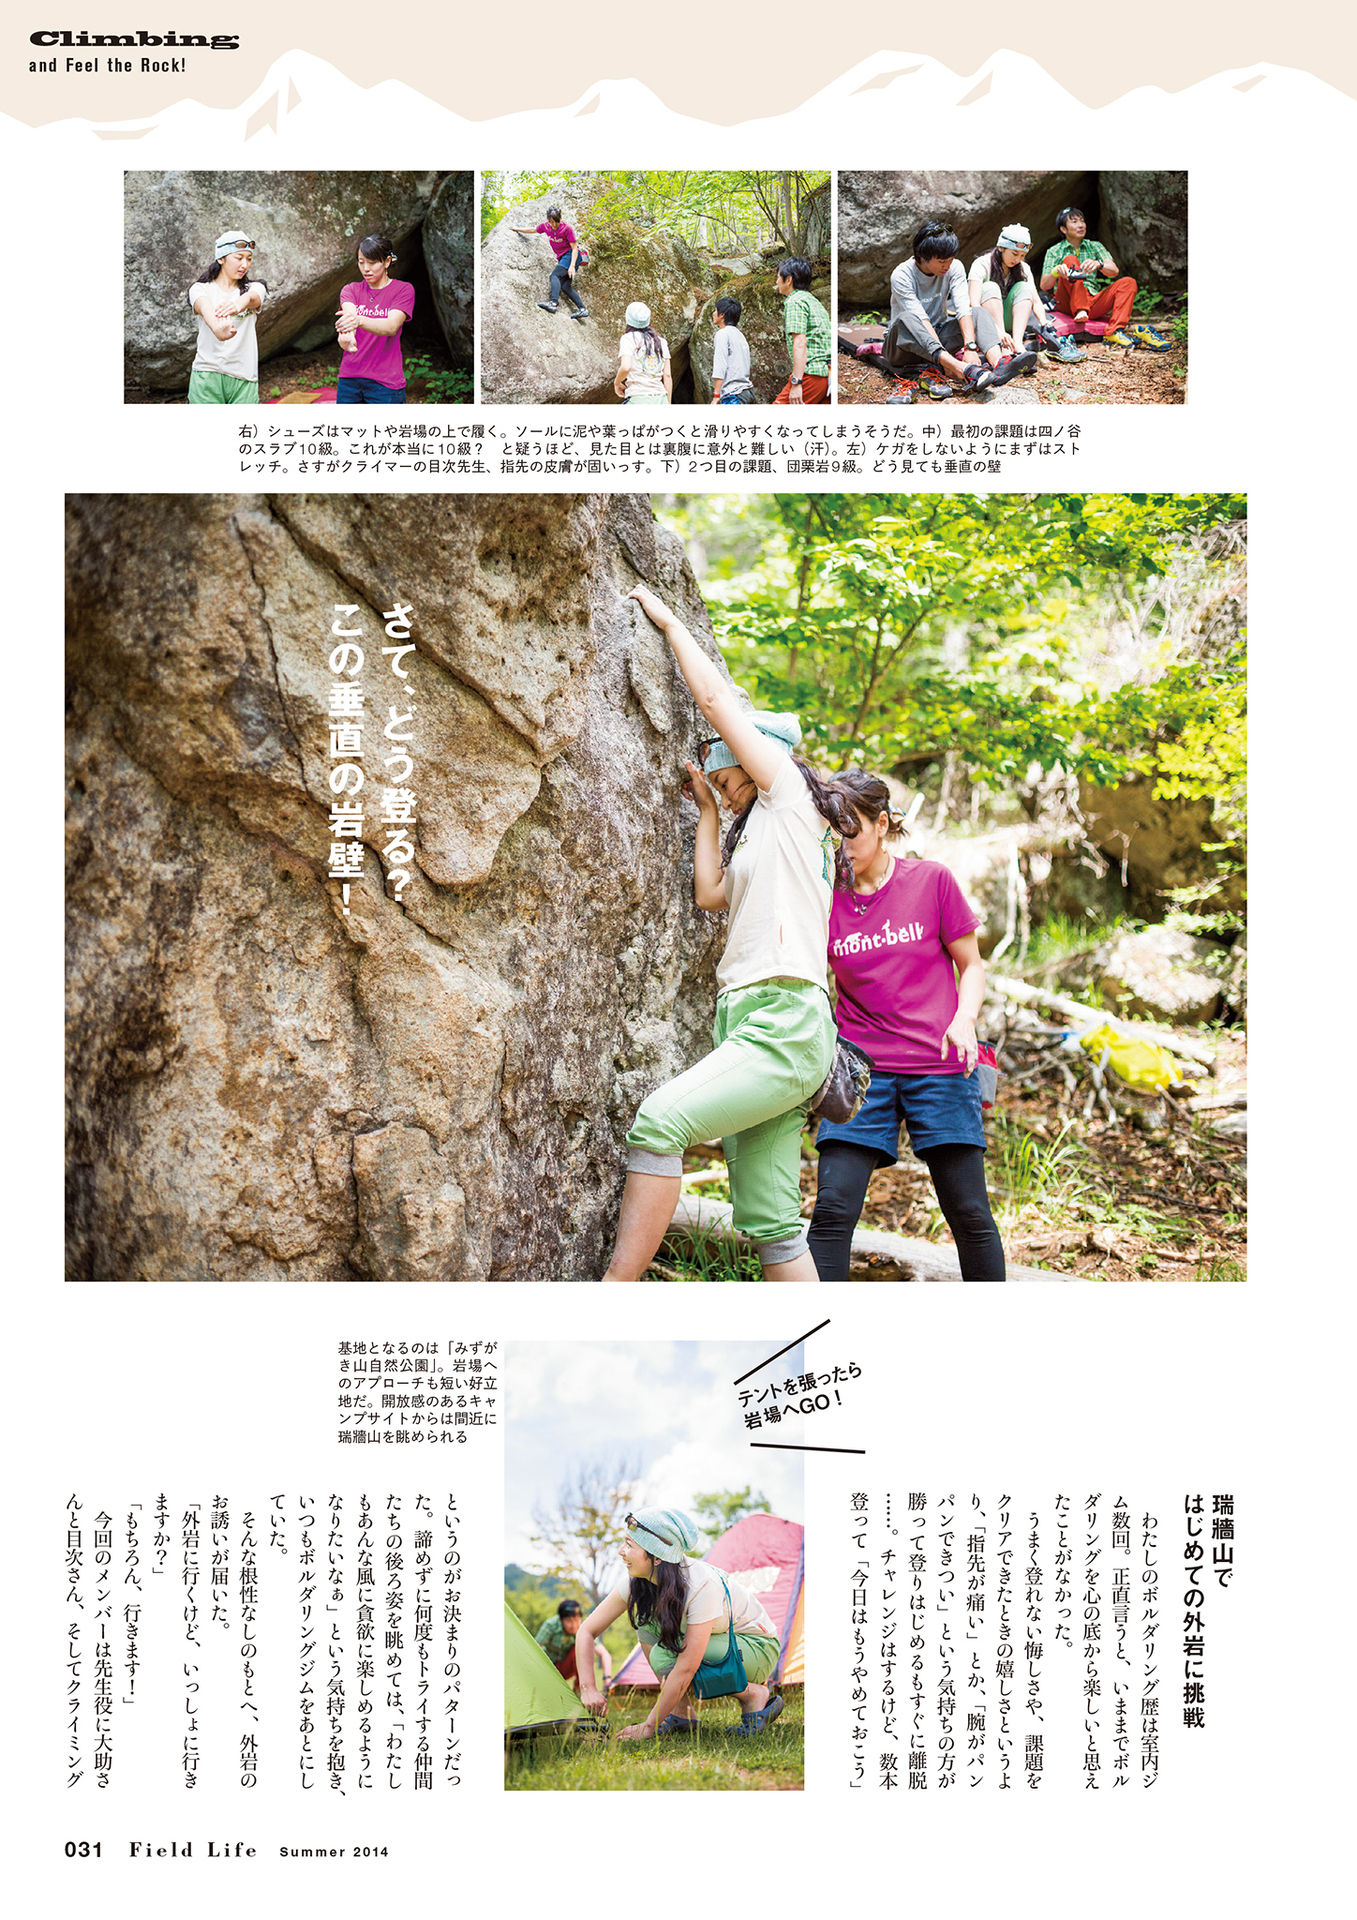 Climbing
and Feel the Rock!
mont-bell
右）シューズはマットや岩場の上で履く。ソールに泥や葉っぱがつくと滑りやすくなってしまうそうだ。中）最初の課題は四ノ谷
のスラブ10級。これが本当に10級？　と疑うほど、見た目とは裏腹に意外と難しい（汗）。左）ケガをしないようにまずはスト
レッチ。さすがクライマーの目次先生、指先の皮膚が固いっす。下）2つ目の課題、団栗岩9級。どう見ても垂直の壁
さて、どう登る？
この垂直の岩壁！
mont-bell
テントを張ったら
岩場へGO！
基地となるのは「みずが
き山自然公園」。岩場へ
のアプローチも短い好立
地だ。開放感のあるキャ
ンプサイトからは間近に
瑞牆山を眺められる
瑞牆山で
はじめての外岩に挑戦
わたしのボルダリング歴は室内ジ
ム数回。正直言うと、いままでボル
ダリングを心の底から楽しいと思え
たことがなかった。
うまく登れない悔しさや、課題を
クリアできたときの嬉しさというよ
り、「指先が痛い」とか、「腕がパン
パンできつい」という気持ちの方が
勝って登りはじめるもすぐに離脱
……。チャレンジはするけど、数本
登って「今日はもうやめておこう」
というのがお決まりのパターンだっ
た。諦めずに何度もトライする仲間
たちの後ろ姿を眺めては、「わたし
もあんな風に貪欲に楽しめるように
なりたいなぁ」という気持ちを抱き、
いつもボルダリングジムをあとにし
ていた。
そんな根性なしのもとへ、外岩の
お誘いが届いた。
「外岩に行くけど、いっしょに行き
ますか？」
「もちろん、行きます！」
今回のメンバーは先生役に大助さ
んと目次さん、そしてクライミング
031 Field Life Summer 2014